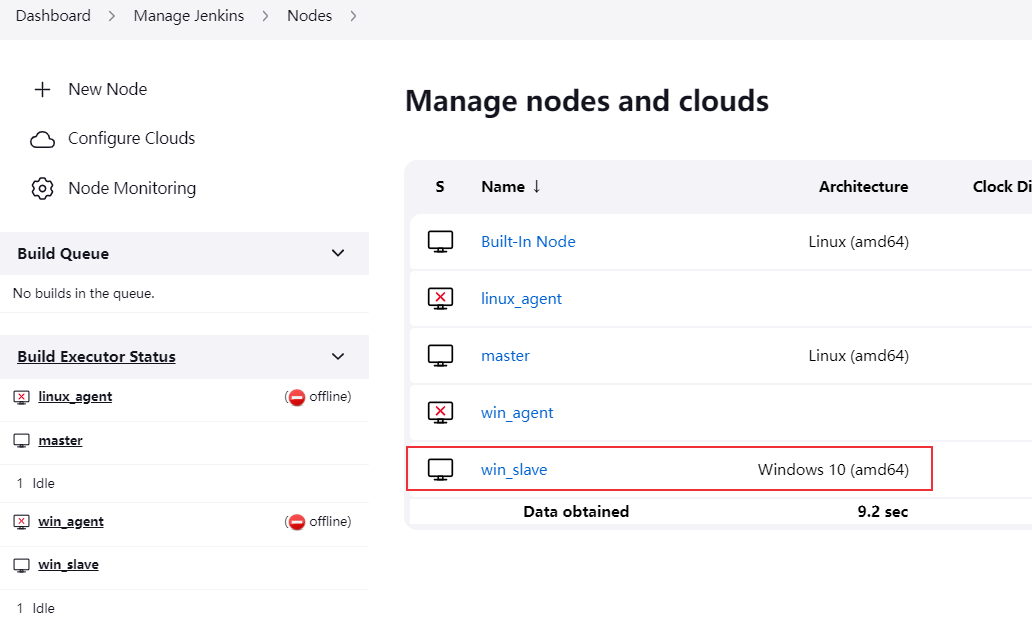 Dashboard > Manage Jenkins > Nodes >
New Node
Configure Clouds
Node Monitoring
Build Queue
No builds in the queue.
Build Executor Status
linux_agent (offline)
master
1 Idle
win_agent (offline)
win_slave
1 Idle
Manage nodes and clouds
S Name ↓ Architecture Clock Di
Built-In Node Linux (amd64)
linux_agent
master Linux (amd64)
win_agent
win_slave Windows 10 (amd64)
Data obtained 9.2 sec